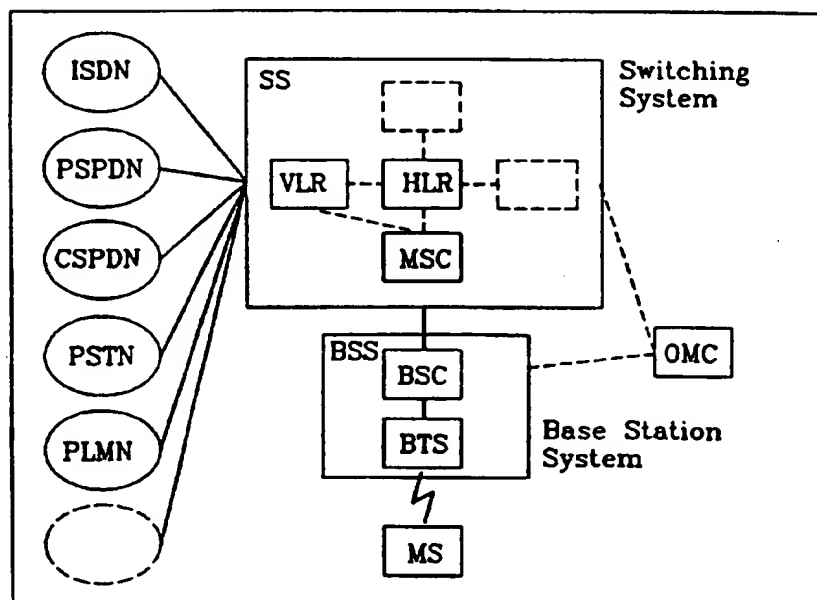 ISDN
PSPDN
CSPDN
PSTN
PLMN
SS
VLR
HLR
MSC
Switching
System
BSS
BSC
BTS
Base Station
System
OMC
MS